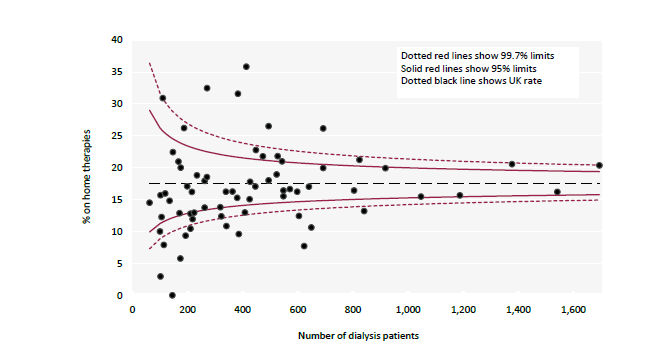 40
35
30
25
20
15
10
5
0
% on home therapies
Dotted red lines show 99.7% limits
Solid red lines show 95% limits
Dotted black line shows UK rate
0 200 400 600 800 1,000 1,200 1,400 1,600
Number of dialysis patients